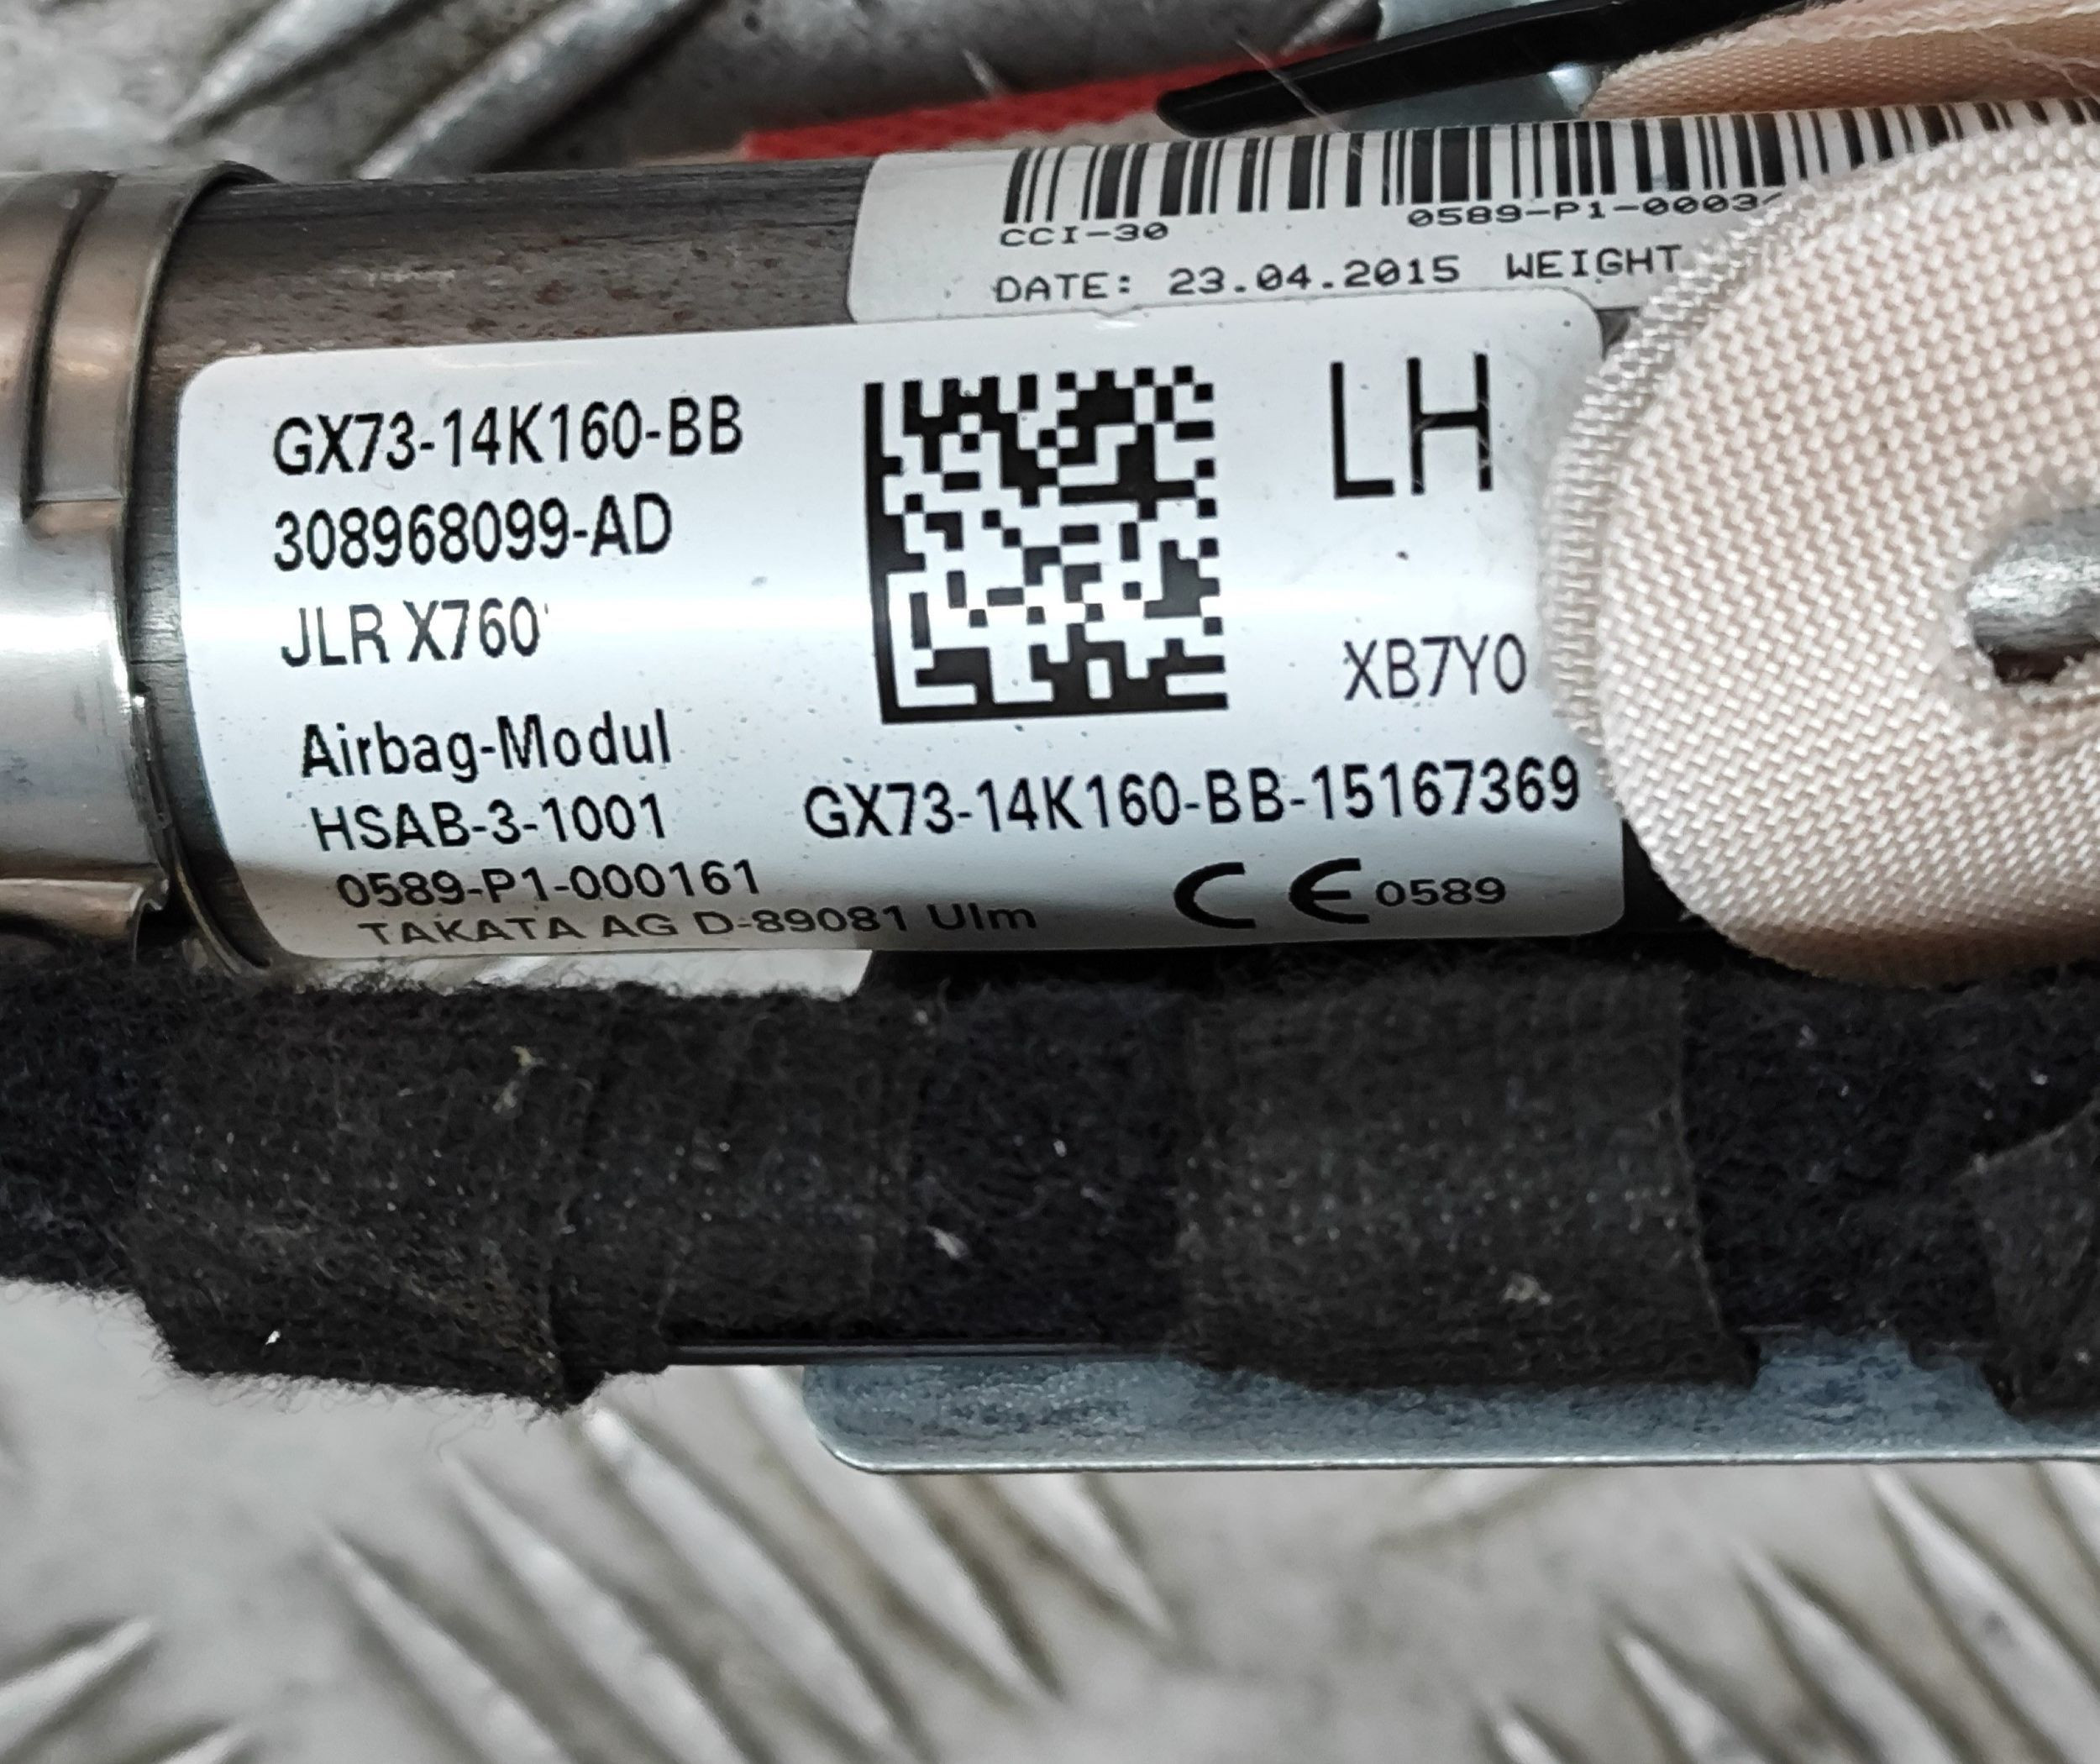 CCI-30 0589-P1-0003
DATE: 23.04.2015 WEIGHT
GX73-14K160-BB
308968099-AD
JLR X760
LH
XB7Y0
Airbag-Modul
HSAB-3-1001
GX73-14K160-BB-15167369
0589-P1-000161
TAKATA AG D-89081 Ulm
CE 0589